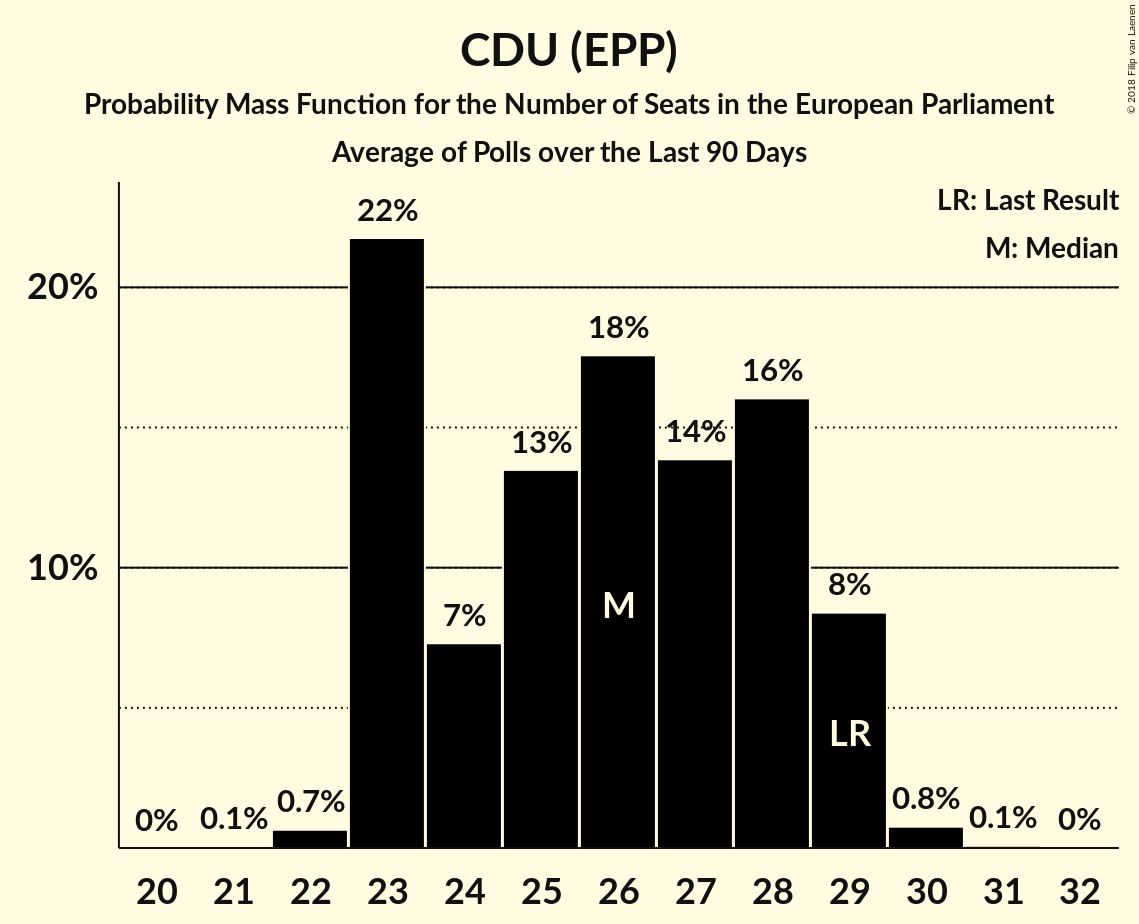 CDU (EPP)
Probability Mass Function for the Number of Seats in the European Parliament
Average of Polls over the Last 90 Days
© 2018 Filip van Laenen
LR: Last Result
M: Median
20%
10%
0%
0.1%
0.7%
22%
7%
13%
18%
14%
16%
8%
0.8%
0.1%
0%
M
LR
20 21 22 23 24 25 26 27 28 29 30 31 32